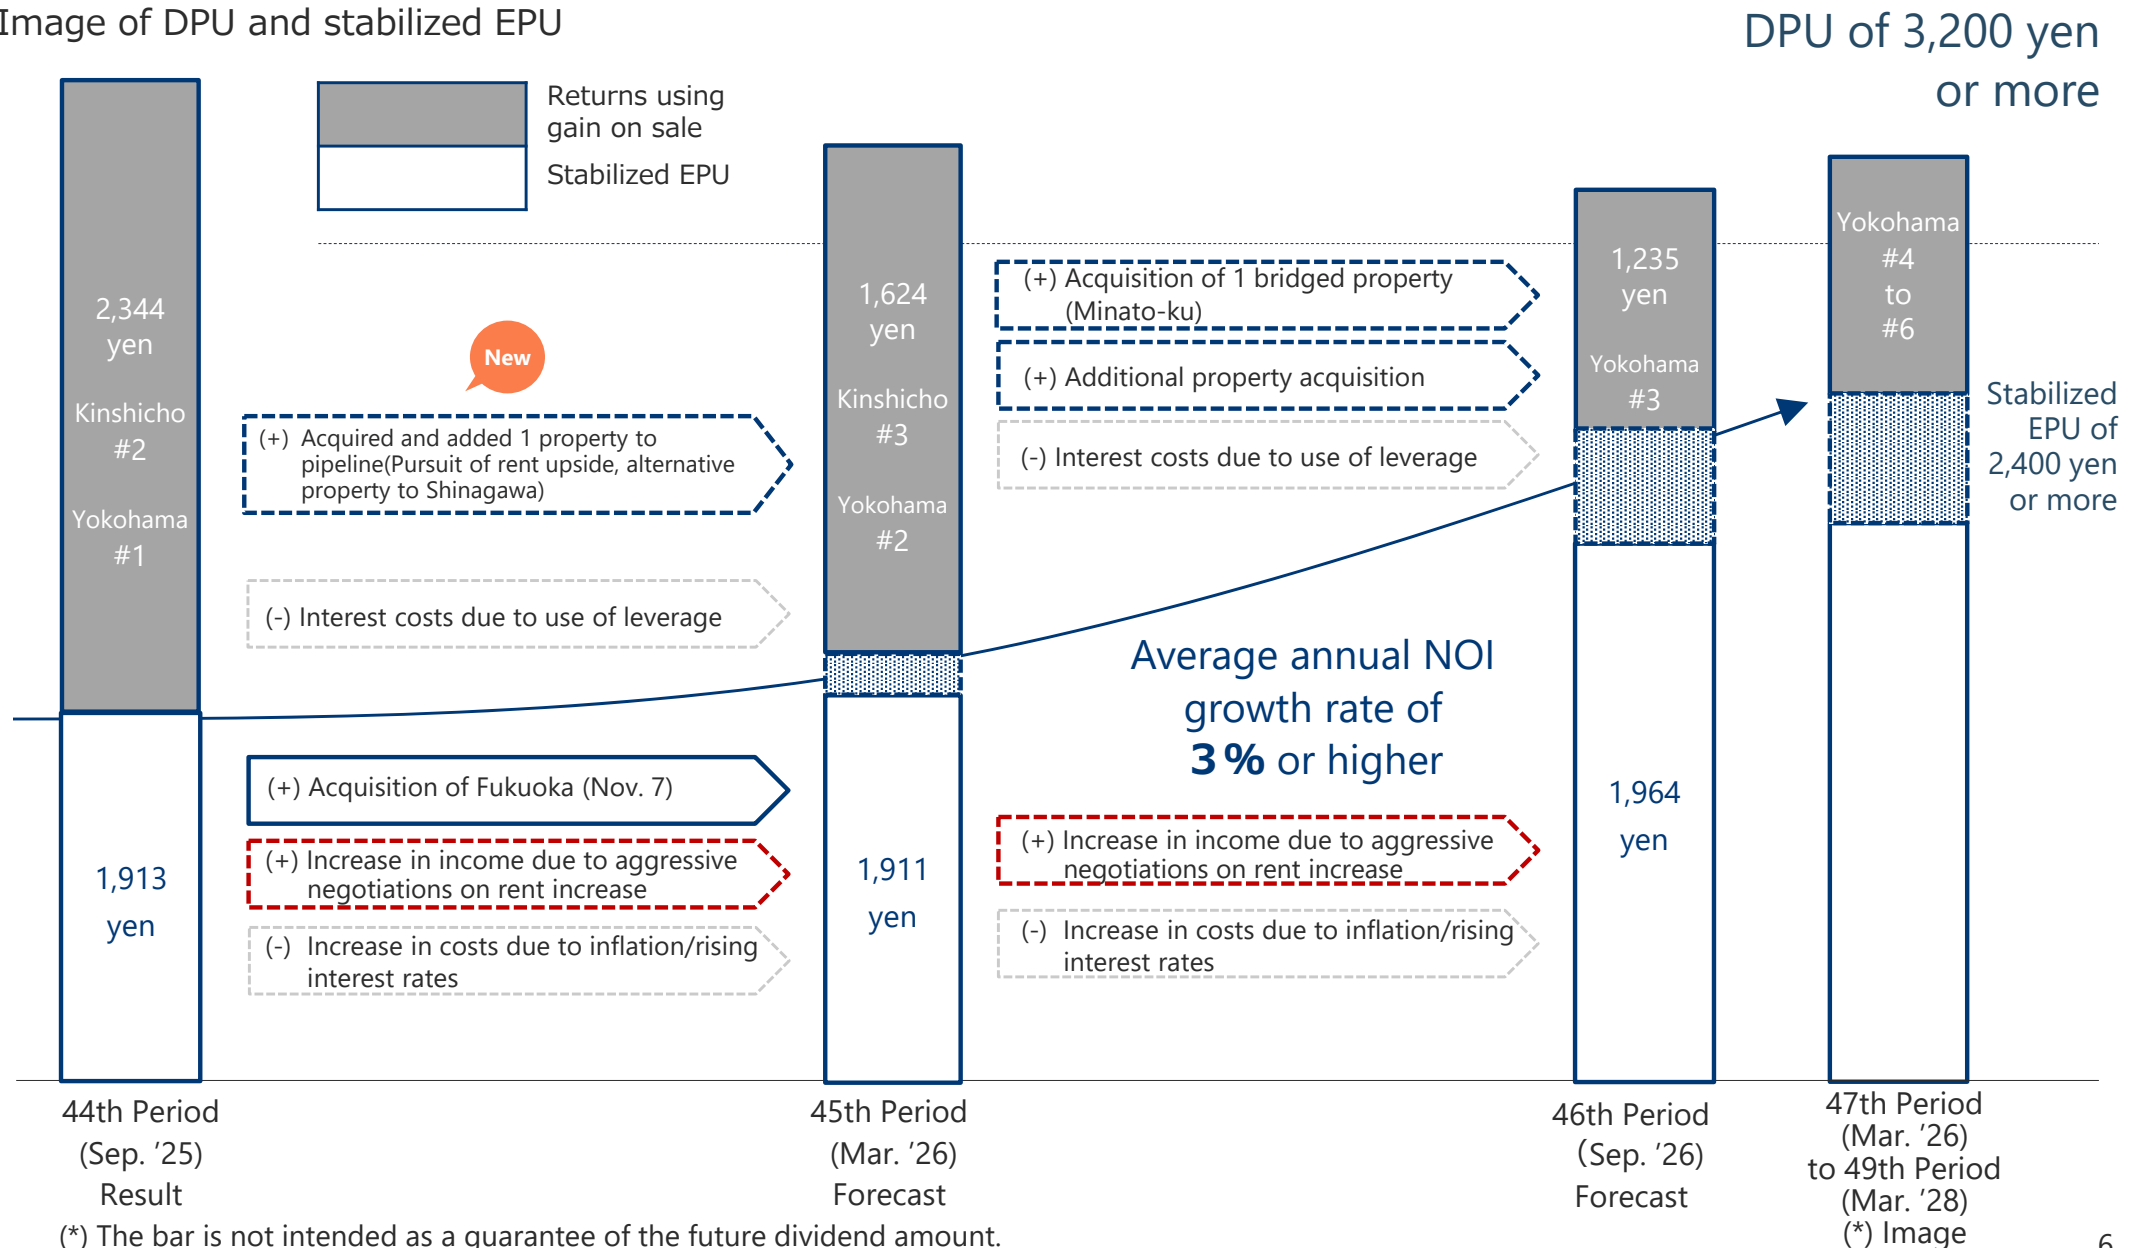 Image of DPU and stabilized EPU
DPU of 3,200 yen
or more
Returns using
gain on sale
Stabilized EPU
2,344
yen
Kinshicho
#2
Yokohama
#1
1,913
yen
New
(+) Acquired and added 1 property to
pipeline(Pursuit of rent upside, alternative
property to Shinagawa)
(-) Interest costs due to use of leverage
(+) Acquisition of Fukuoka (Nov. 7)
(+) Increase in income due to aggressive
negotiations on rent increase
(-) Increase in costs due to inflation/rising
interest rates
1,624
yen
Kinshicho
#3
Yokohama
#2
1,911
yen
(+) Acquisition of 1 bridged property
(Minato-ku)
(+) Additional property acquisition
(-) Interest costs due to use of leverage
Average annual NOI
growth rate of
3% or higher
(+) Increase in income due to aggressive
negotiations on rent increase
(-) Increase in costs due to inflation/rising
interest rates
1,235
yen
Yokohama
#3
1,964
yen
Yokohama
#4
to
#6
Stabilized
EPU of
2,400 yen
or more
44th Period
(Sep. ’25)
Result
45th Period
(Mar. ’26)
Forecast
46th Period
(Sep. ’26)
Forecast
47th Period
(Mar. ’26)
to 49th Period
(Mar. ’28)
(*) Image
(*) The bar is not intended as a guarantee of the future dividend amount.
6